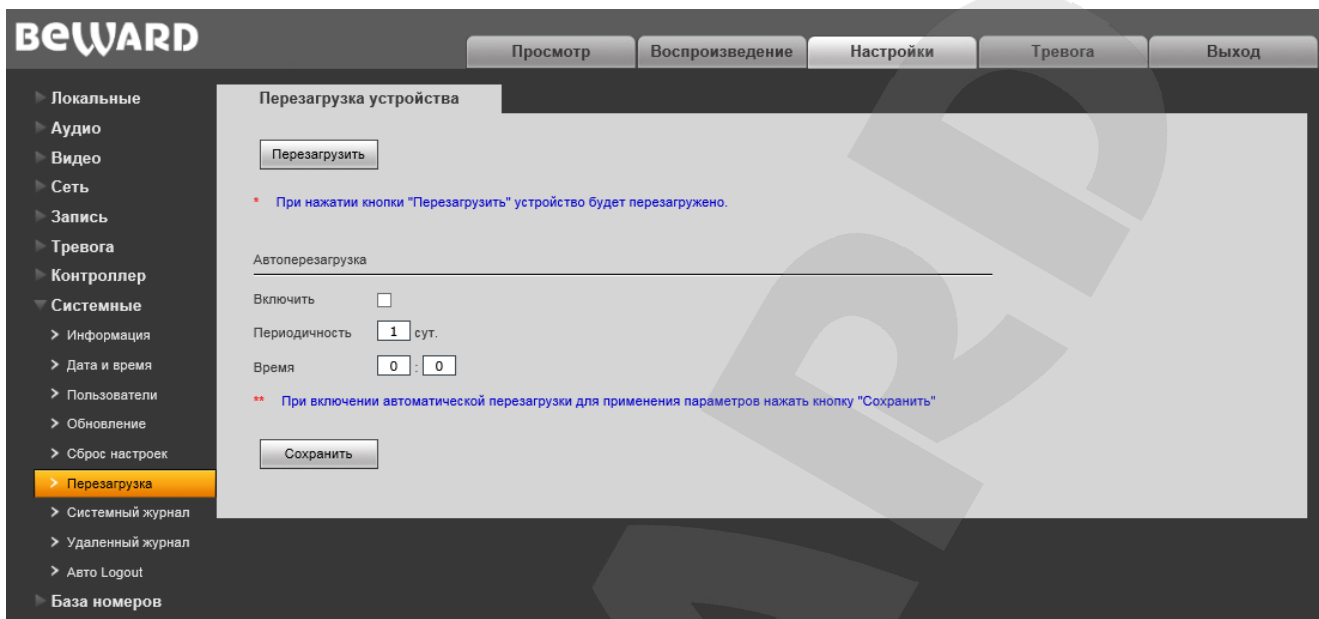 BEWARD
Просмотр
Воспроизведение
Настройки
Тревога
Выход
Локальные
Аудио
Видео
Сеть
Запись
Тревога
Контроллер
Системные
Информация
Дата и время
Пользователи
Обновление
Сброс настроек
Перезагрузка
Системный журнал
Удаленный журнал
Авто Logout
База номеров
Перезагрузка устройства
Перезагрузить
* При нажатии кнопки "Перезагрузить" устройство будет перезагружено.
Автоперезагрузка
Включить
Периодичность 1 сут.
Время 0 : 0
** При включении автоматической перезагрузки для применения параметров нажать кнопку "Сохранить"
Сохранить